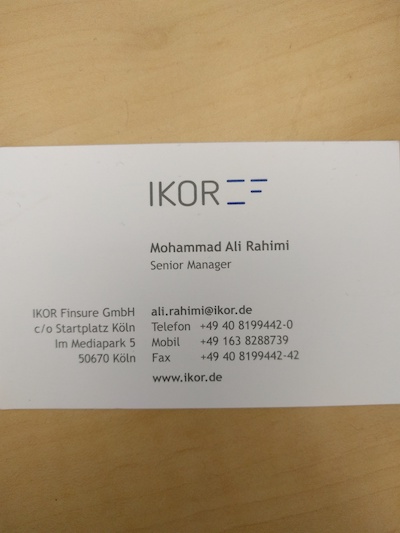 IKOR
Mohammad Ali Rahimi
Senior Manager
IKOR Finsure GmbH
c/o Startplatz Köln
Im Mediapark 5
50670 Köln
ali.rahimi@ikor.de
Telefon +49 40 8199442-0
Mobil +49 163 8288739
Fax +49 40 8199442-42
www.ikor.de